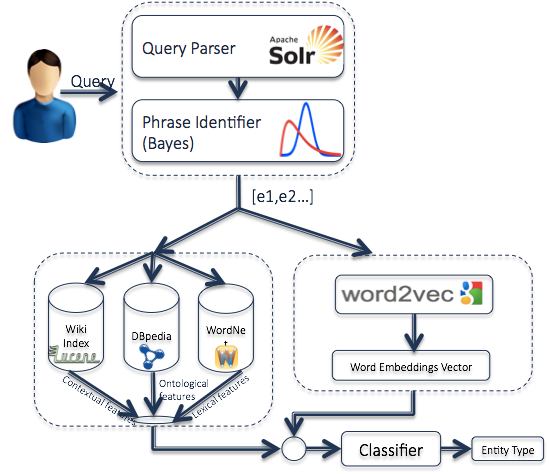 Query
Query Parser
Apache
Solr
Phrase Identifier
(Bayes)
[e1,e2...]
Wiki
Index
Lucene
DBpedia
WordNe
t
W
Contextual features
Ontological
features
Lexical features
word2vec
g
Word Embeddings Vector
Classifier
Entity Type